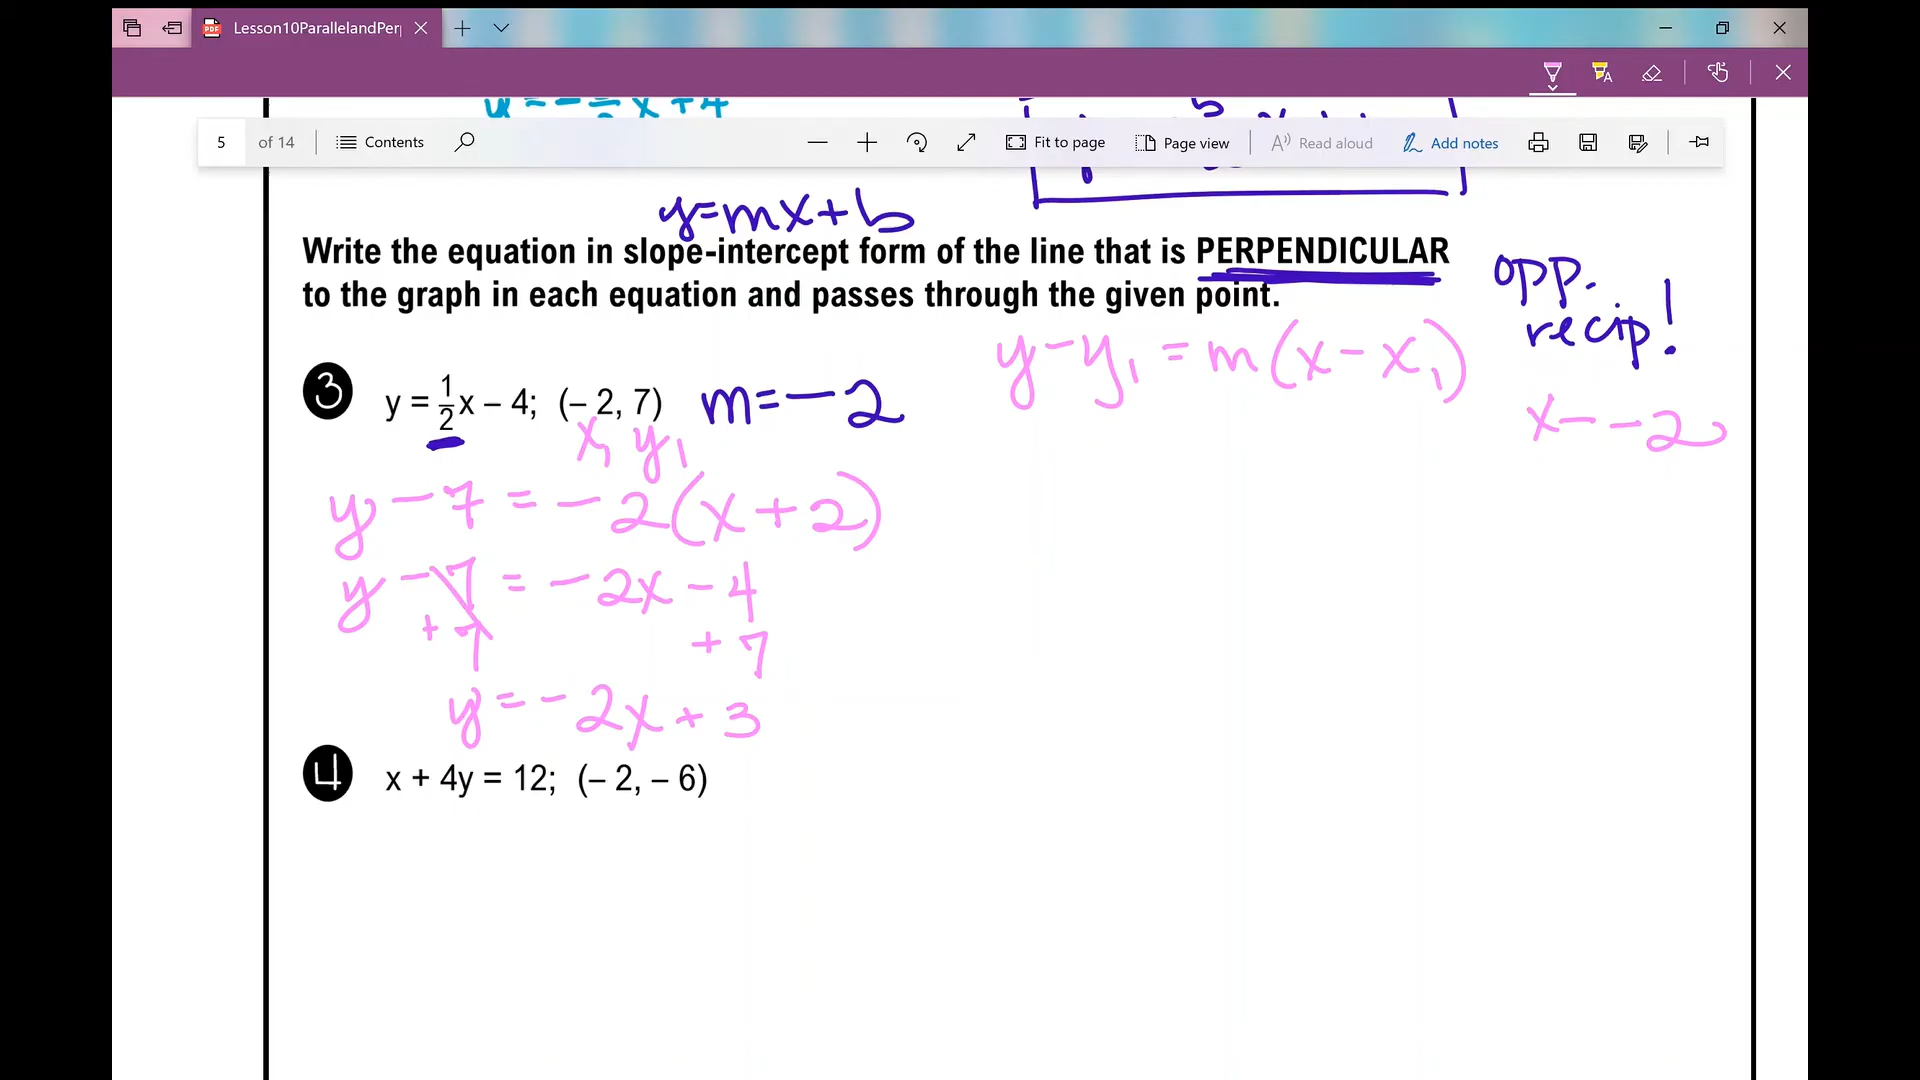 Lesson10ParallelandPer
y = - x + 4
5 of 14 Contents Fit to page Page view Read aloud Add notes
y=mx+b
Write the equation in slope-intercept form of the line that is PERPENDICULAR
to the graph in each equation and passes through the given point.
opp.
recip!
y - y₁ = m(x - x₁)
3 y = 1/2 x – 4; (– 2, 7) m = - 2
x₁ y₁
x - - 2
y - 7 = - 2(x + 2)
y - 7 = - 2x - 4
+ 7 + 7
y = - 2x + 3
4 x + 4y = 12; (– 2, – 6)